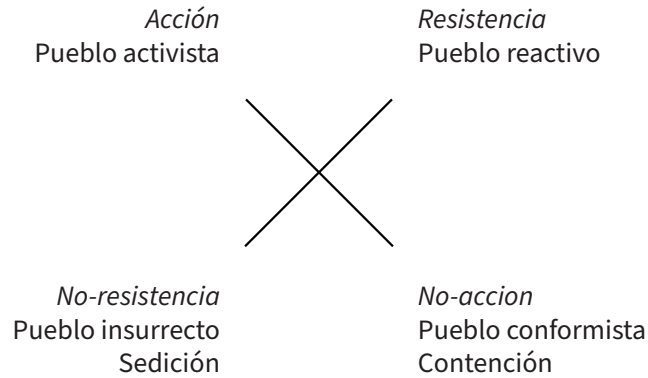 Acción
Pueblo activista
Resistencia
Pueblo reactivo
No-resistencia
Pueblo insurrecto
Sedición
No-accion
Pueblo conformista
Contención